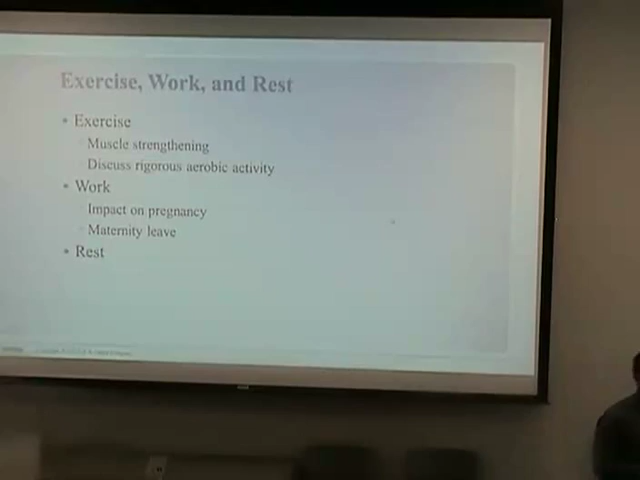 Exercise, Work, and Rest
• Exercise
Muscle strengthening
Discuss rigorous aerobic activity
• Work
Impact on pregnancy
Maternity leave
• Rest